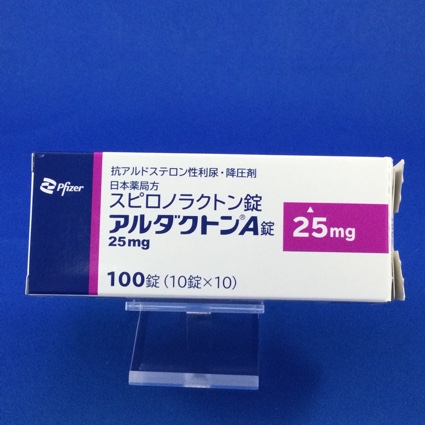 Pfizer
抗アルドステロン性利尿・降圧剤
日本薬局方
スピロノラクトン錠
アルダクトン®A錠
25mg
25mg
100錠(10錠×10)